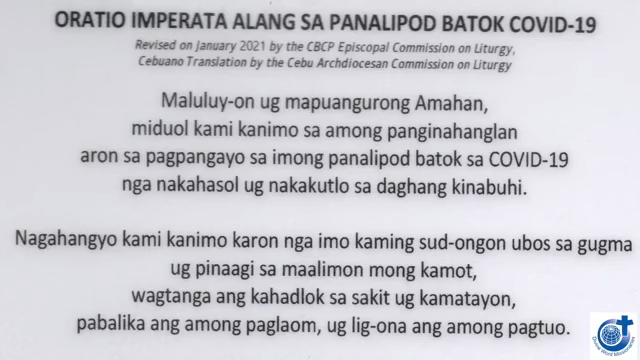 ORATIO IMPERATA ALANG SA PANALIPOD BATOK COVID-19
Revised on January 2021 by the CBCP Episcopal Commission on Liturgy,
Cebuano Translation by the Cebu Archdiocesan Commission on Liturgy
Maluluy-on ug mapuangurong Amahan,
miduol kami kanimo sa among panginahanglan
aron sa pagpangayo sa imong panalipod batok sa COVID-19
nga nakahasol ug nakakutlo sa daghang kinabuhi.
Nagahangyo kami kanimo karon nga imo kaming sud-ongon ubos sa gugma
ug pinaagi sa maalimon mong kamot,
wagtanga ang kahadlok sa sakit ug kamatayon,
pabalika ang among paglaom, ug lig-ona ang among pagtuo.